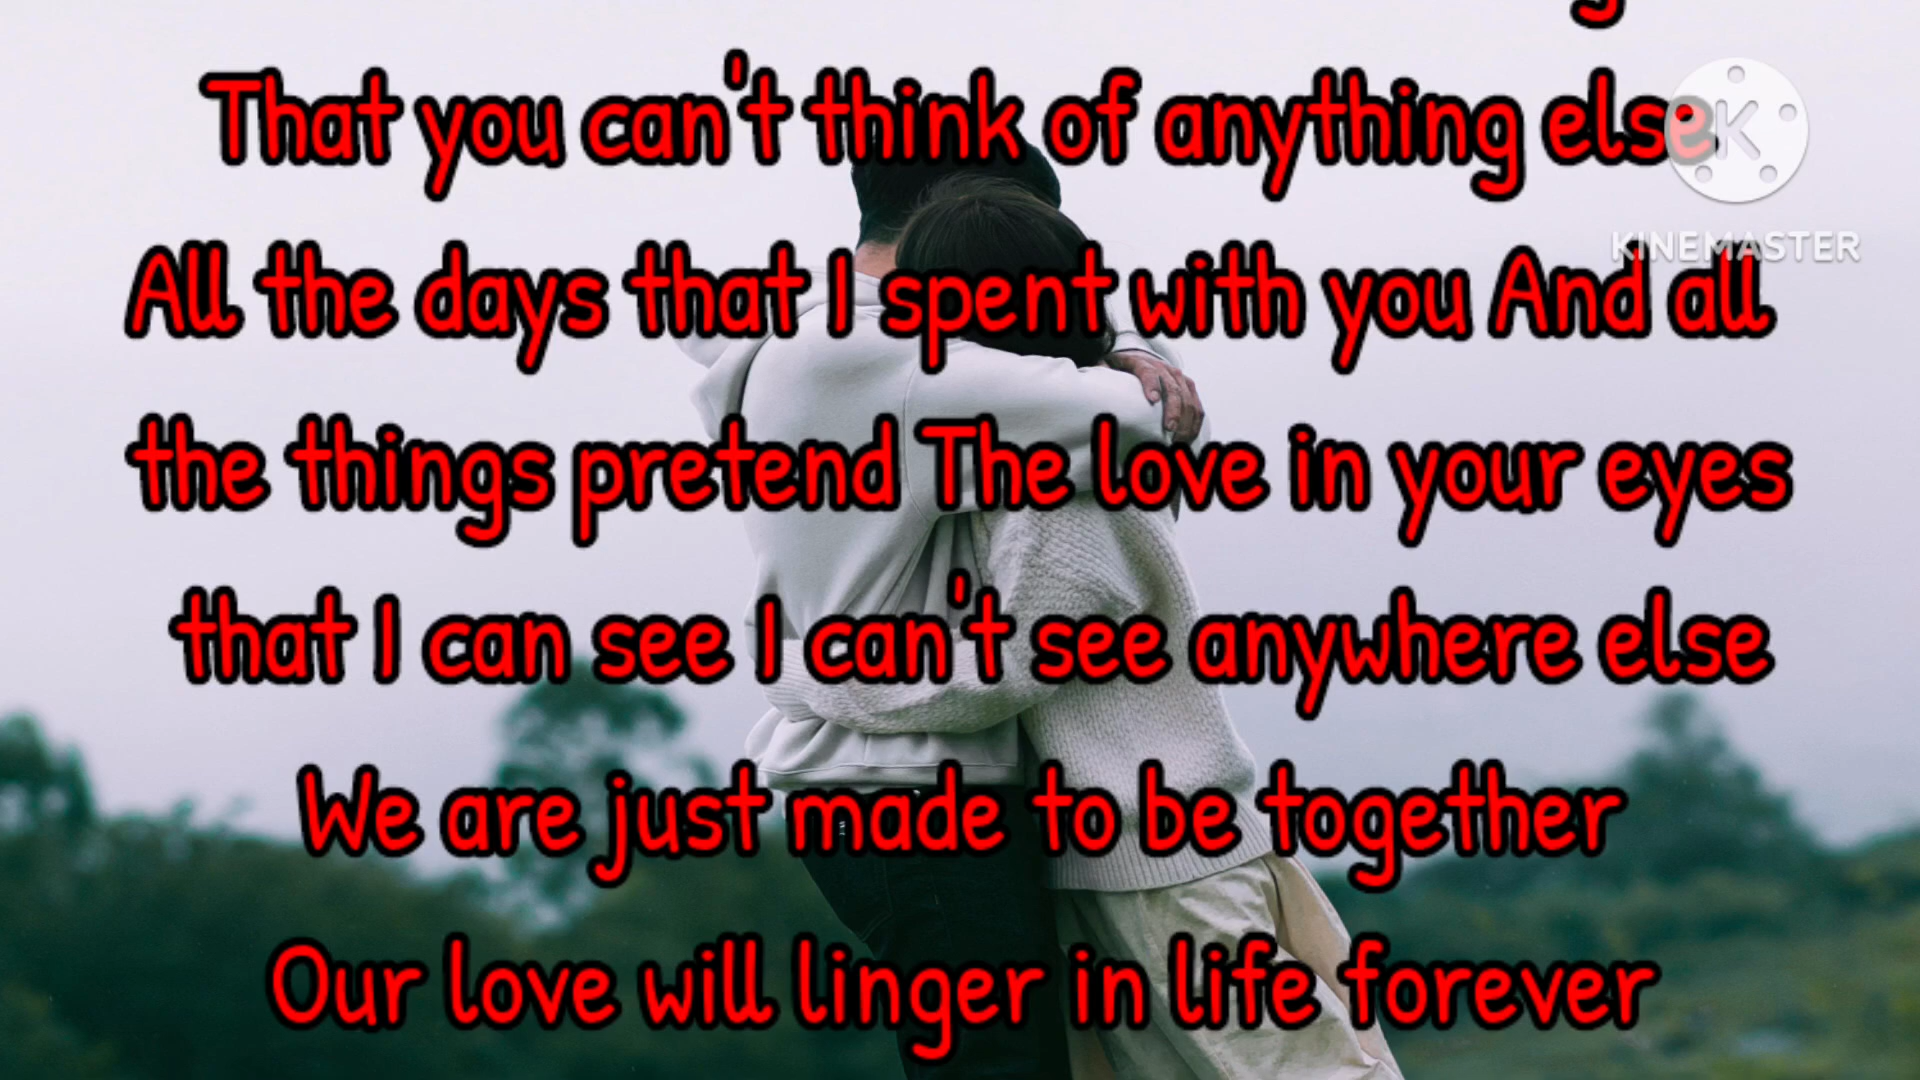 That you can't think of anything else
All the days that I spent with you And all
the things pretend The love in your eyes
that I can see I can't see anywhere else
We are just made to be together
Our love will linger in life forever
K
KINEMASTER